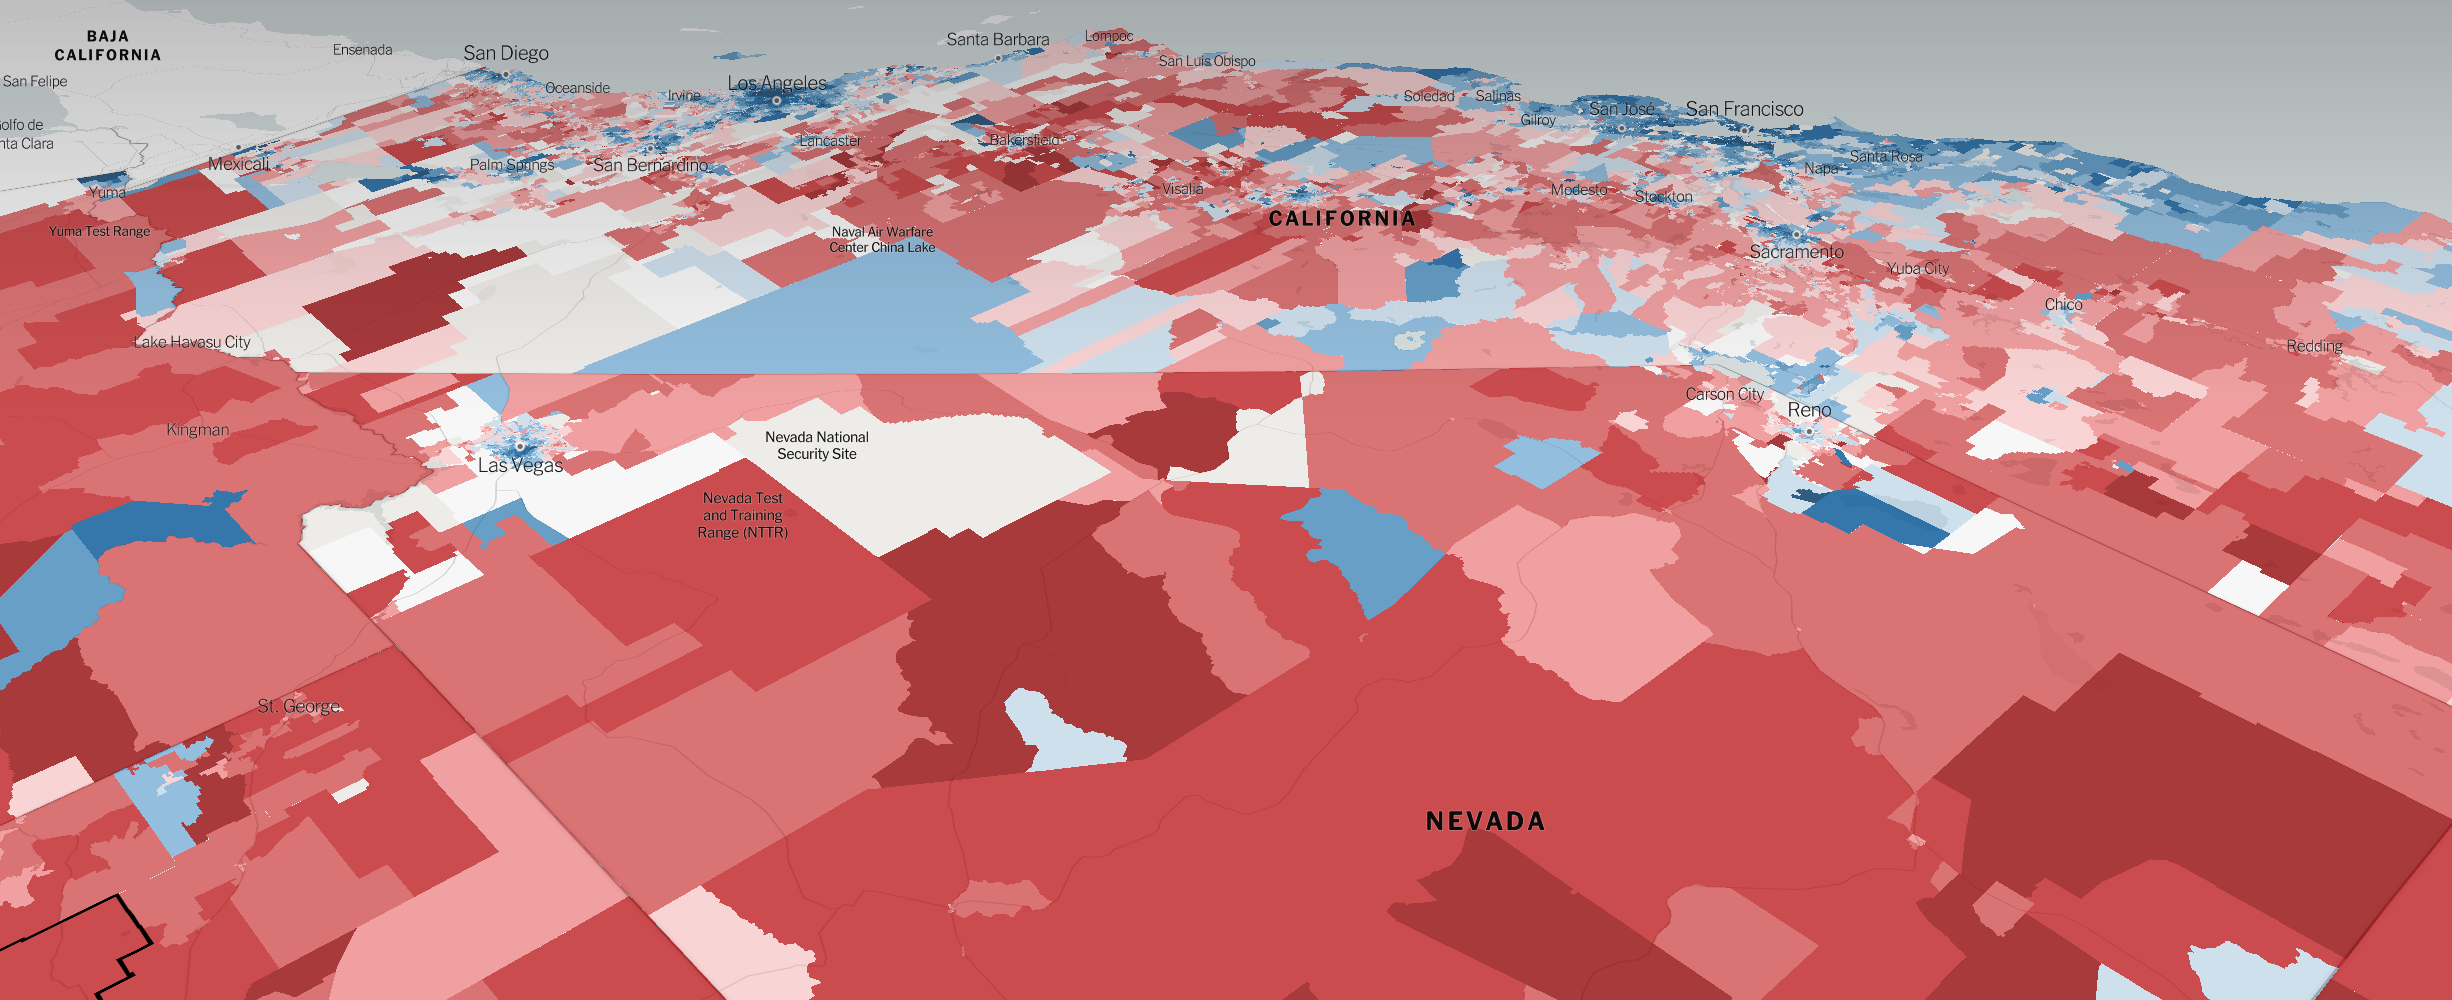 BAJA
CALIFORNIA
Ensenada
San Diego
San Felipe
Oceanside
Irvine
Los Angeles
Santa Barbara
Lompoc
San Luis Obispo
Soledad
Salinas
Gilroy
San José
San Francisco
olfo de
nta Clara
Mexicali
Palm Springs
San Bernardino
Lancaster
Bakersfield
Visalia
Modesto
Stockton
Napa
Santa Rosa
Yuma
Yuma Test Range
Naval Air Warfare
Center China Lake
CALIFORNIA
Sacramento
Yuba City
Chico
Redding
Lake Havasu City
Carson City
Reno
Kingman
Las Vegas
Nevada National
Security Site
Nevada Test
and Training
Range (NTTR)
St. George
NEVADA